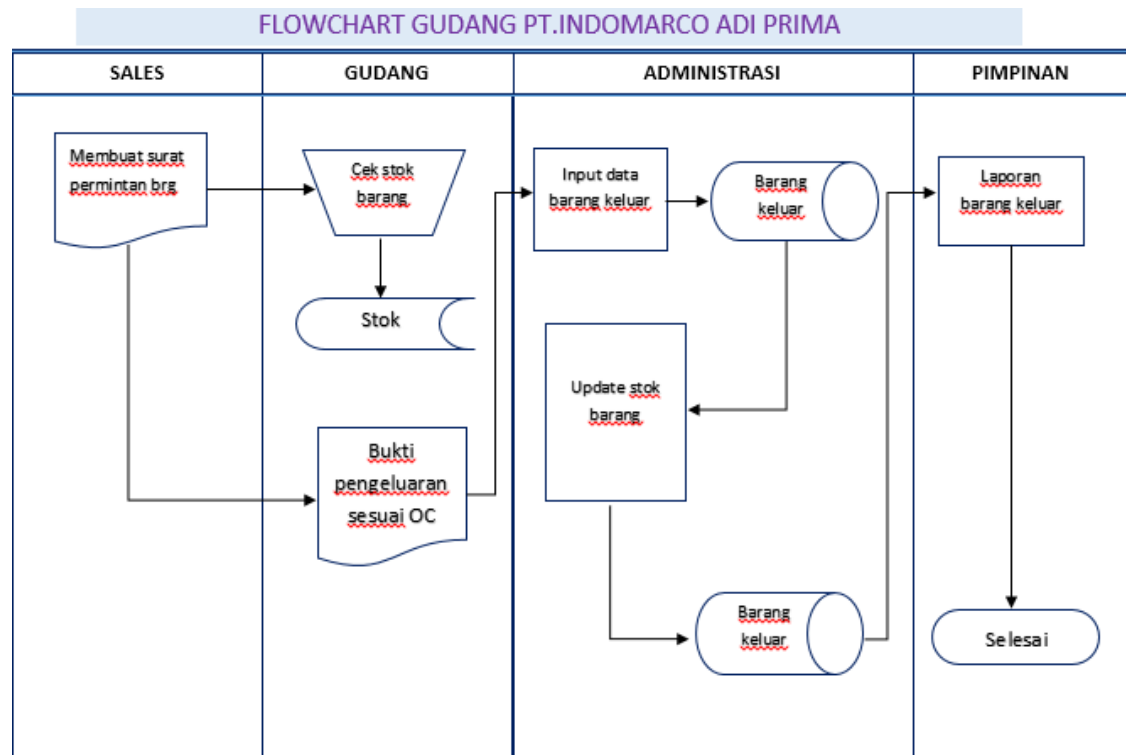 FLOWCHART GUDANG PT.INDOMARCO ADI PRIMA
SALES
GUDANG
ADMINISTRASI
PIMPINAN
Membuat surat
permintan brg
Cek stok
barang
Input data
barang keluar
Barang
keluar
Laporan
barang keluar
Stok
Update stok
barang
Bukti
pengeluaran
sesuai OC
Barang
keluar
Selesai